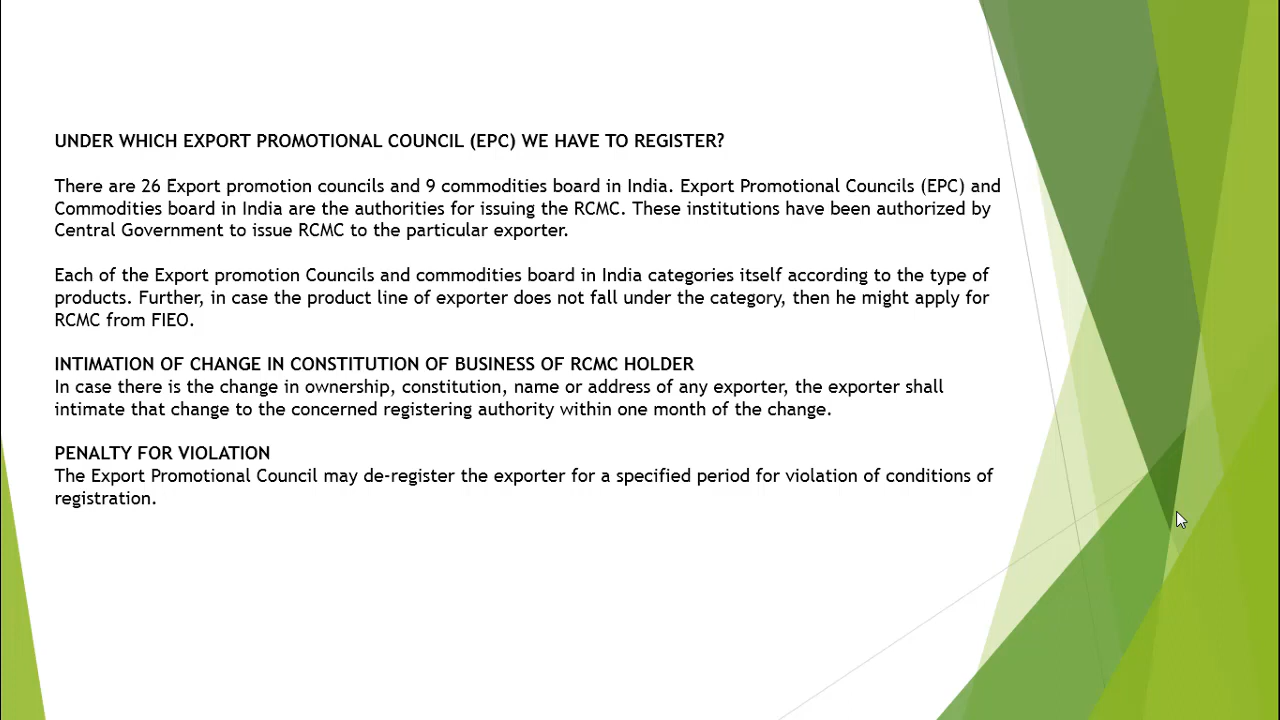 UNDER WHICH EXPORT PROMOTIONAL COUNCIL (EPC) WE HAVE TO REGISTER?
There are 26 Export promotion councils and 9 commodities board in India. Export Promotional Councils (EPC) and
Commodities board in India are the authorities for issuing the RCMC. These institutions have been authorized by
Central Government to issue RCMC to the particular exporter.
Each of the Export promotion Councils and commodities board in India categories itself according to the type of
products. Further, in case the product line of exporter does not fall under the category, then he might apply for
RCMC from FIEO.
INTIMATION OF CHANGE IN CONSTITUTION OF BUSINESS OF RCMC HOLDER
In case there is the change in ownership, constitution, name or address of any exporter, the exporter shall
intimate that change to the concerned registering authority within one month of the change.
PENALTY FOR VIOLATION
The Export Promotional Council may de-register the exporter for a specified period for violation of conditions of
registration.